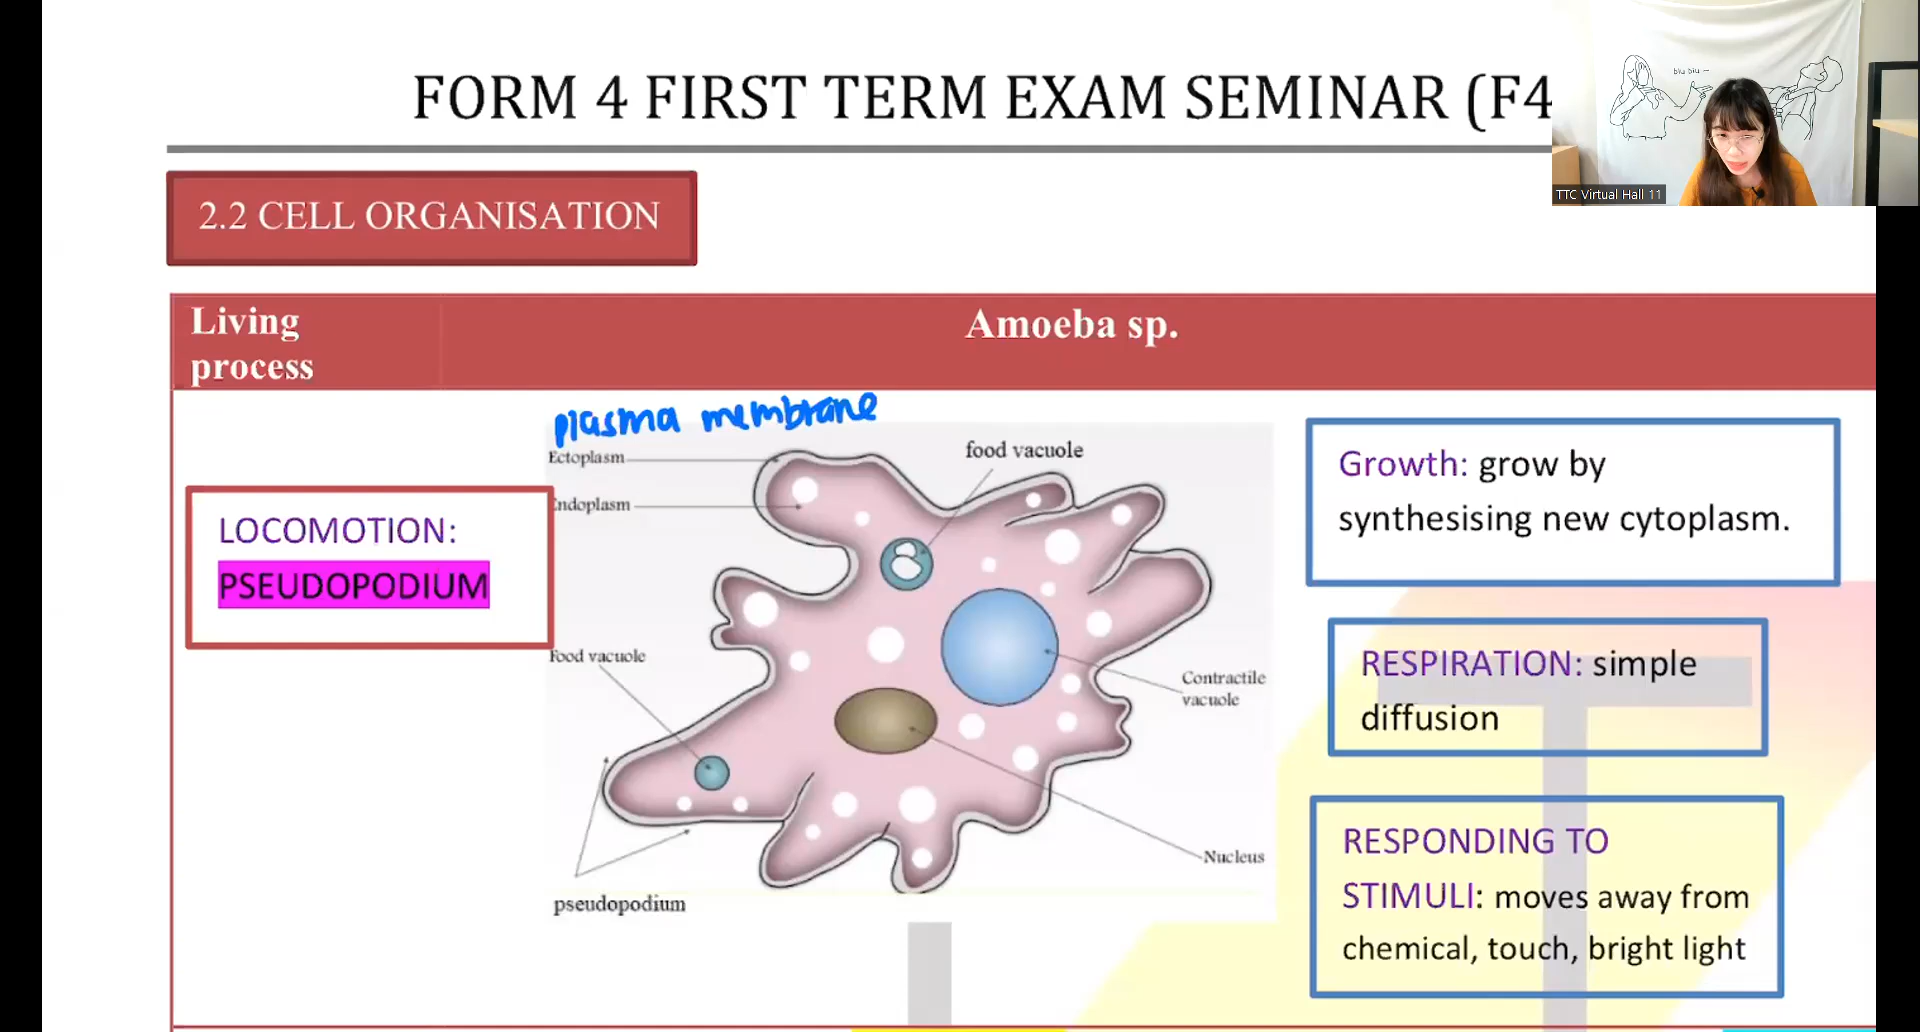 FORM 4 FIRST TERM EXAM SEMINAR (F4
biu biu ~
TTC Virtual Hall 11
2.2 CELL ORGANISATION
Living
process
Amoeba sp.
plasma membrane
Ectoplasm
Endoplasm
food vacuole
LOCOMOTION:
PSEUDOPODIUM
Food vacuole
Contractile
vacuole
Nucleus
pseudopodium
Growth: grow by
synthesising new cytoplasm.
RESPIRATION: simple
diffusion
RESPONDING TO
STIMULI: moves away from
chemical, touch, bright light